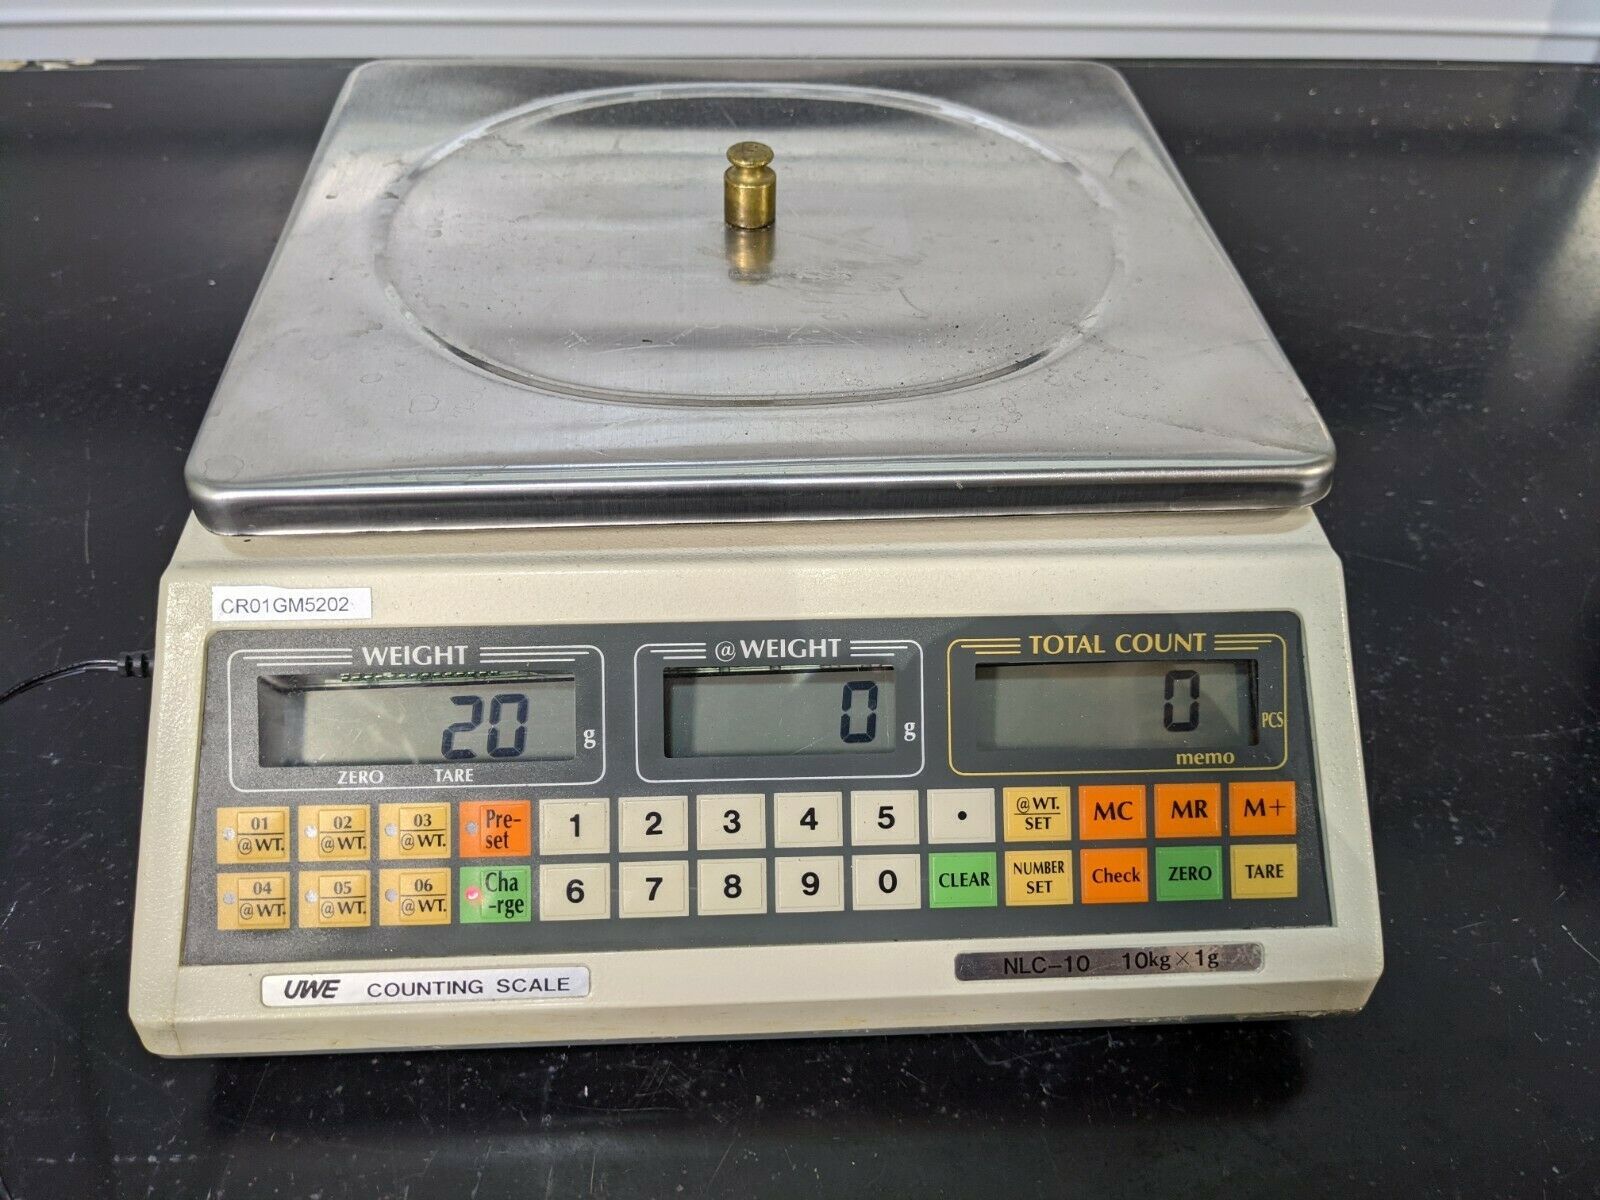 CR01GM5202
WEIGHT
@ WEIGHT
TOTAL COUNT
20 g
0 g
0 PCS
ZERO TARE
memo
01 @WT.
02 @WT.
03 @WT.
Pre-set
1 2 3 4 5 .
@WT. SET
MC MR M+
04 @WT.
05 @WT.
06 @WT.
Cha-rge
6 7 8 9 0
CLEAR
NUMBER SET
Check
ZERO
TARE
UWE COUNTING SCALE
NLC-10 10kg×1g